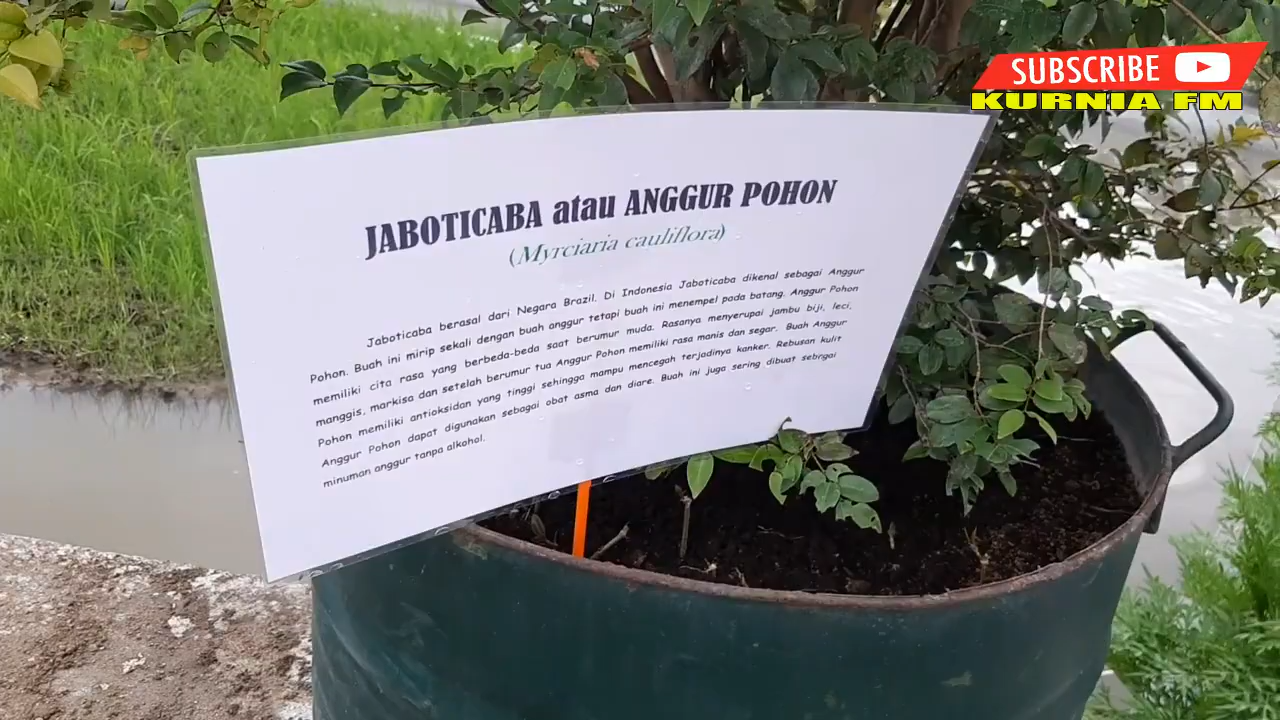 SUBSCRIBE
KURNIA FM
JABOTICABA atau ANGGUR POHON
(Myrciaria cauliflora)
Jaboticaba berasal dari Negara Brazil. Di Indonesia Jaboticaba dikenal sebagai Anggur
Pohon. Buah ini mirip sekali dengan buah anggur tetapi buah ini menempel pada batang. Anggur Pohon
memiliki cita rasa yang berbeda-beda saat berumur muda. Rasanya menyerupai jambu biji, leci,
manggis, markisa dan setelah berumur tua Anggur Pohon memiliki rasa manis dan segar. Buah Anggur
Pohon memiliki antioksidan yang tinggi sehingga mampu mencegah terjadinya kanker. Rebusan kulit
Anggur Pohon dapat digunakan sebagai obat asma dan diare. Buah ini juga sering dibuat sebagai
minuman anggur tanpa alkohol.